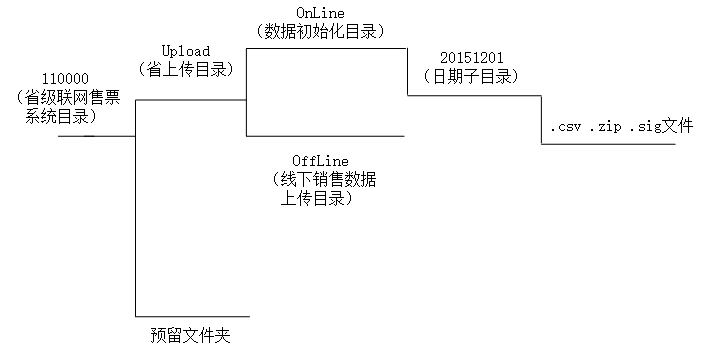 OnLine
（数据初始化目录）
Upload
（省上传目录）
20151201
（日期子目录）
110000
（省级联网售票
系统目录）
.csv .zip .sig文件
OffLine
（线下销售数据
上传目录）
预留文件夹